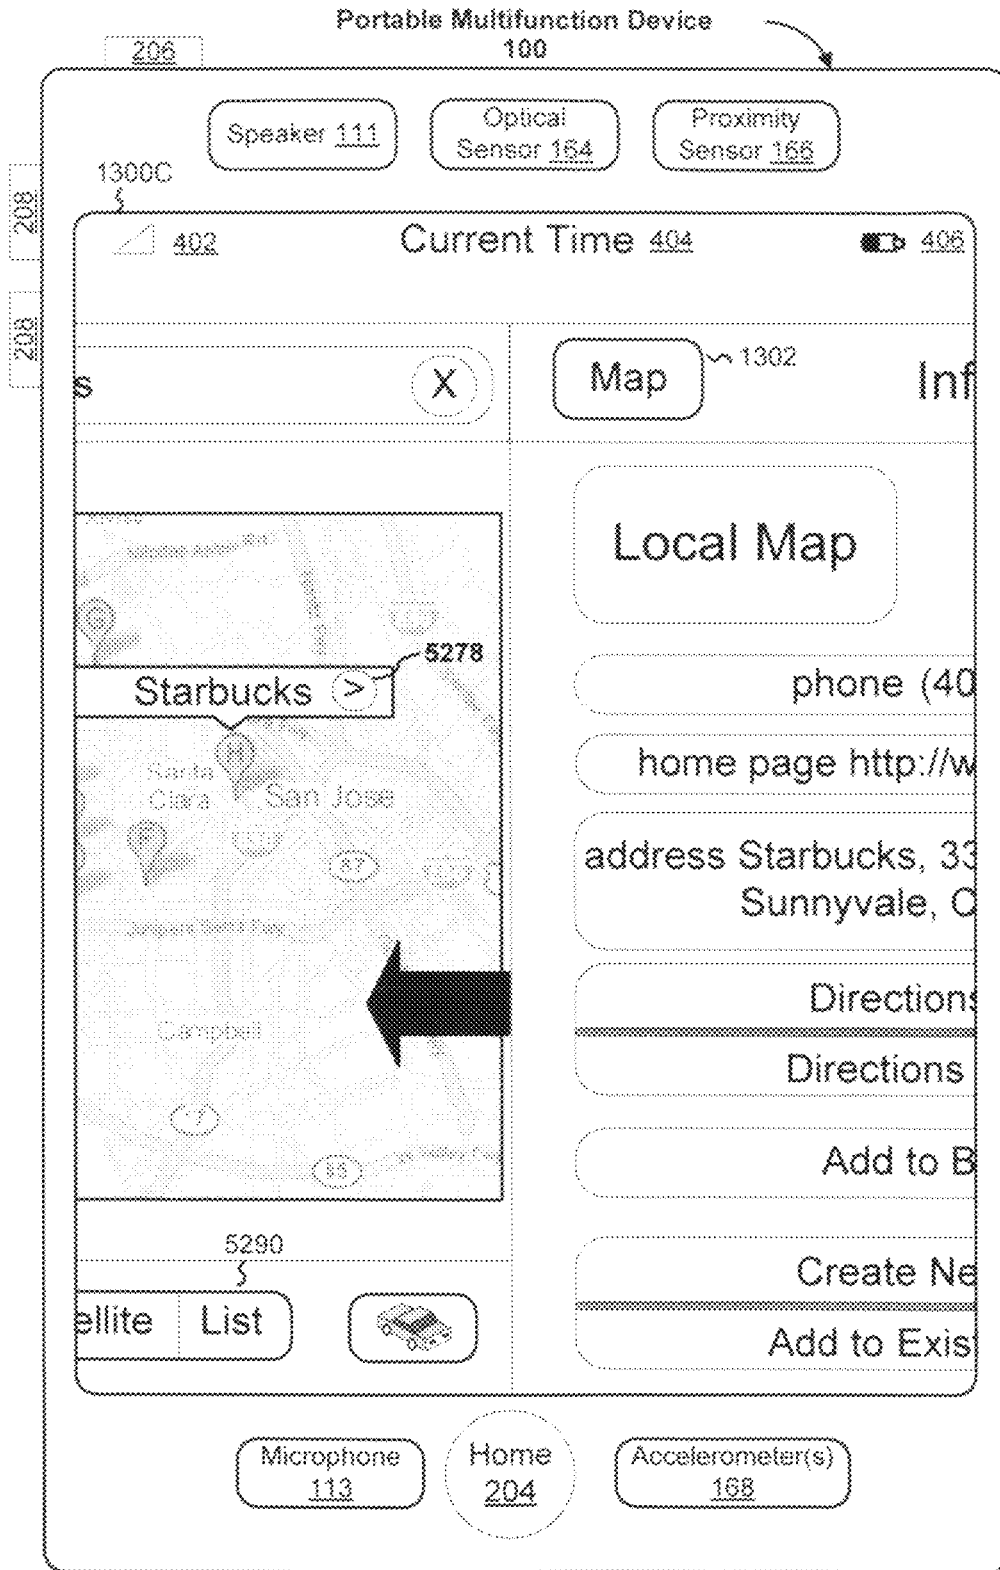 Portable Multifunction Device
100
206
Speaker 111
Optical
Sensor 164
Proximity
Sensor 166
208
208
1300C
402
Current Time 404
406
s
X
Map
1302
Inf
Local Map
5278
Starbucks >
phone (40
home page http://w
Santa
Clara
San Jose
address Starbucks, 33
Sunnyvale, C
87
Campbell
Directions
Directions
85
Add to B
5290
ellite
List
Create Ne
Add to Exist
Microphone
113
Home
204
Accelerometer(s)
168